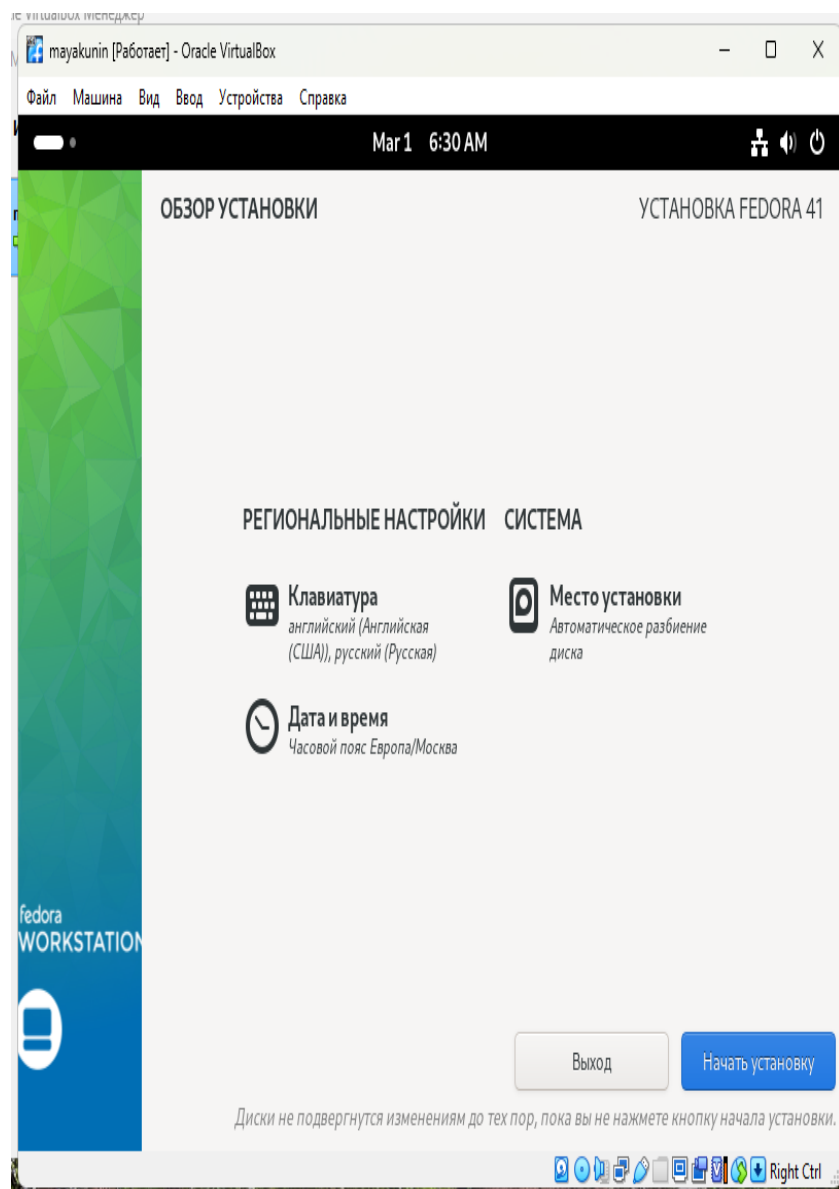 mayakunin [Работает] - Oracle VirtualBox
Файл Машина Вид Ввод Устройства Справка
Mar 1 6:30 AM
ОБЗОР УСТАНОВКИ
УСТАНОВКА FEDORA 41
РЕГИОНАЛЬНЫЕ НАСТРОЙКИ
СИСТЕМА
Клавиатура
английский (Английская
(США)), русский (Русская)
Место установки
Автоматическое разбиение
диска
Дата и время
Часовой пояс Европа/Москва
fedora
WORKSTATION
Выход
Начать установку
Диски не подвергнутся изменениям до тех пор, пока вы не нажмете кнопку начала установки.
Right Ctrl